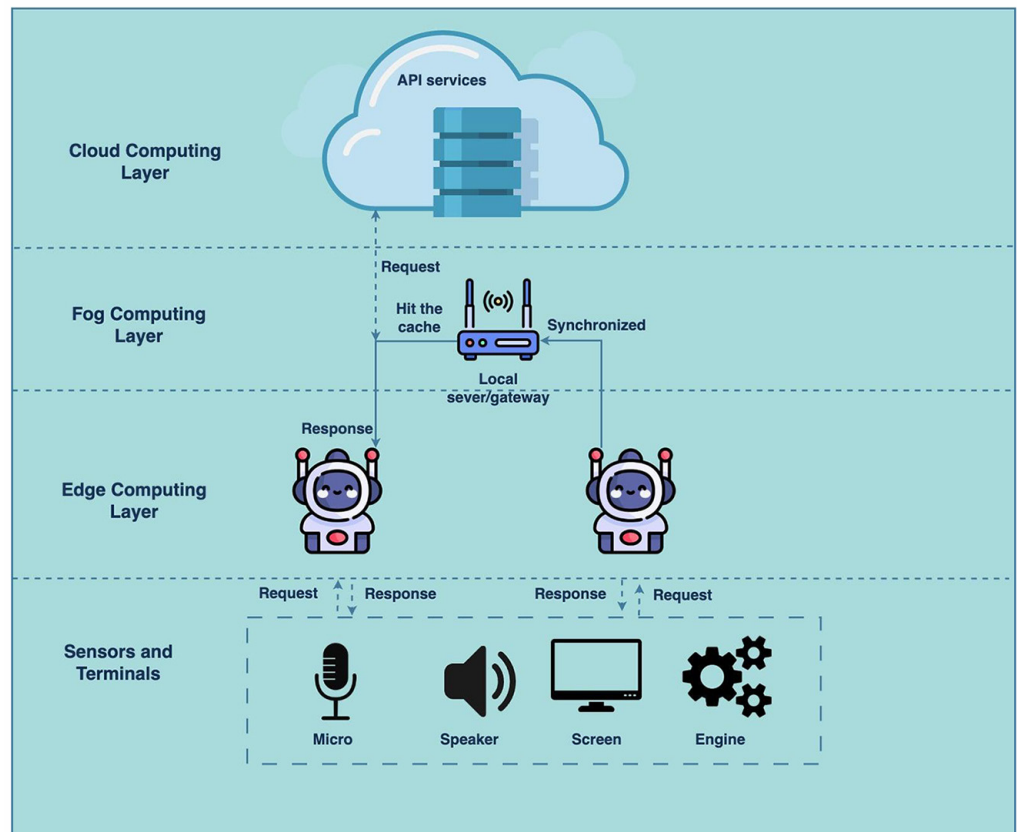 API services
Cloud Computing
Layer
Request
Fog Computing
Layer
Hit the
cache
Synchronized
Local
sever/gateway
Response
Edge Computing
Layer
Request
Response
Response
Request
Sensors and
Terminals
Micro
Speaker
Screen
Engine